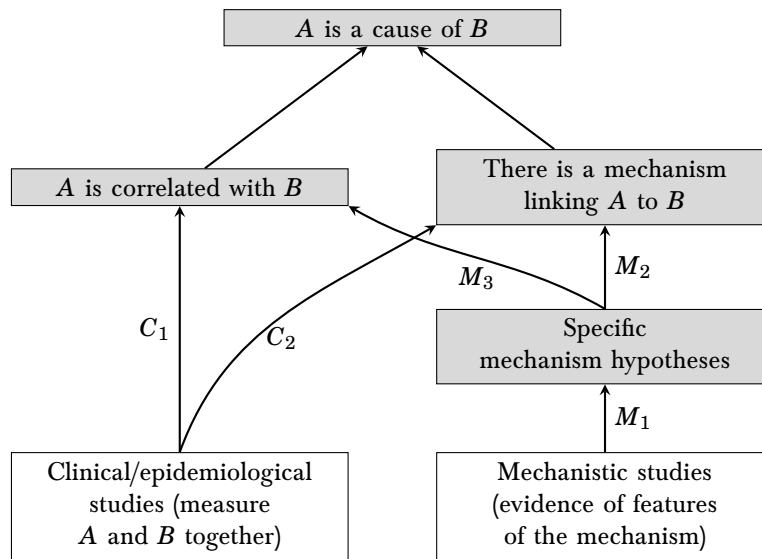 A is a cause of B
A is correlated with B
There is a mechanism
linking A to B
M₃
M₂
C₁
C₂
Specific
mechanism hypotheses
M₁
Clinical/epidemiological
studies (measure
A and B together)
Mechanistic studies
(evidence of features
of the mechanism)